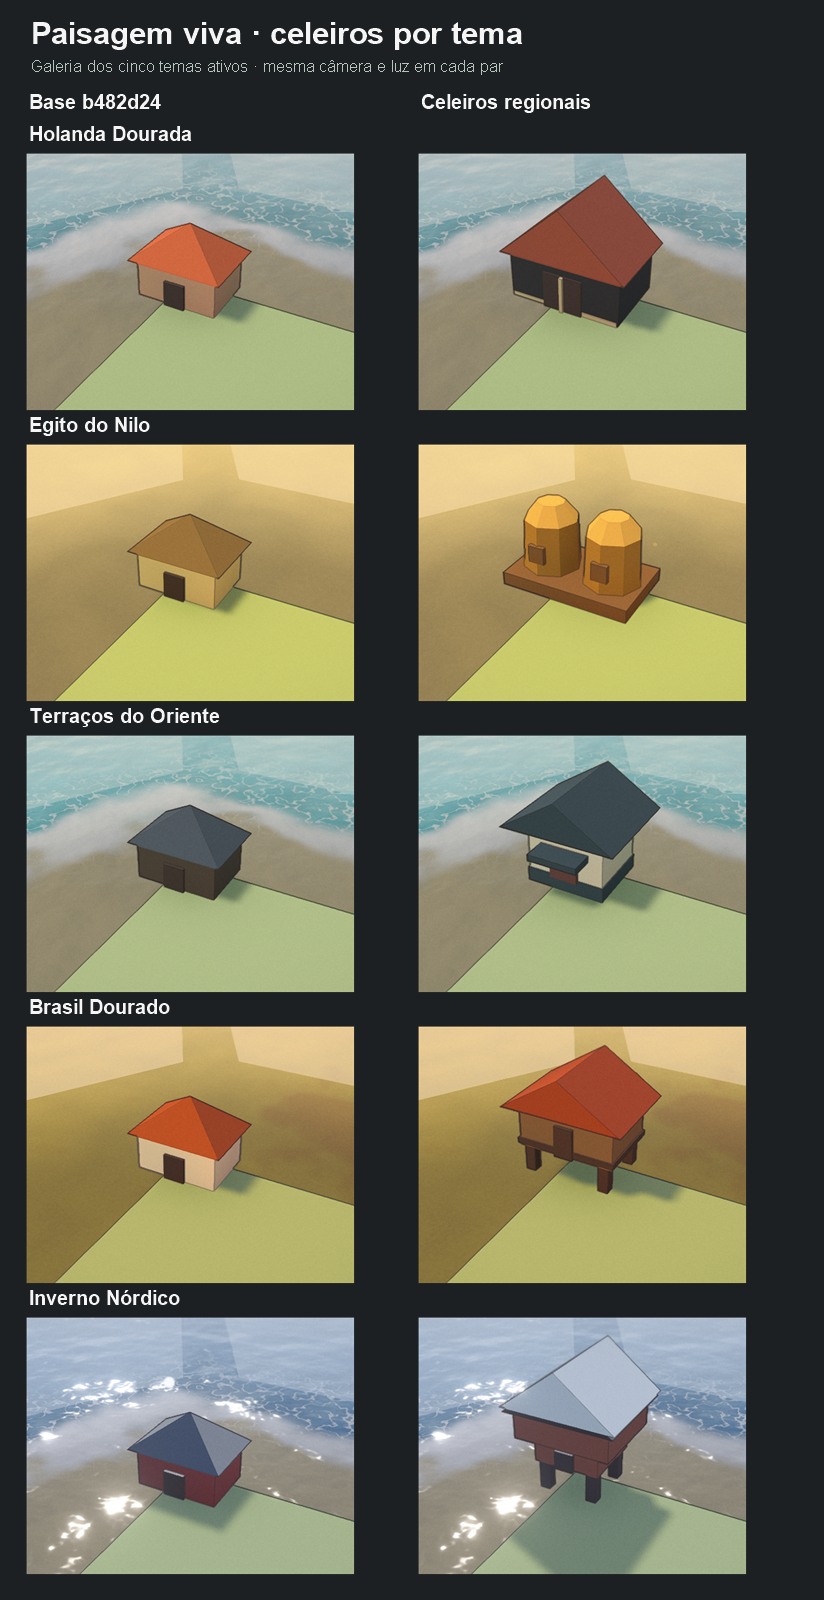 Paisagem viva · celeiros por tema
Galeria dos cinco temas ativos · mesma câmera e luz em cada par
Base b482d24
Celeiros regionais
Holanda Dourada
Egito do Nilo
Terraços do Oriente
Brasil Dourado
Inverno Nórdico